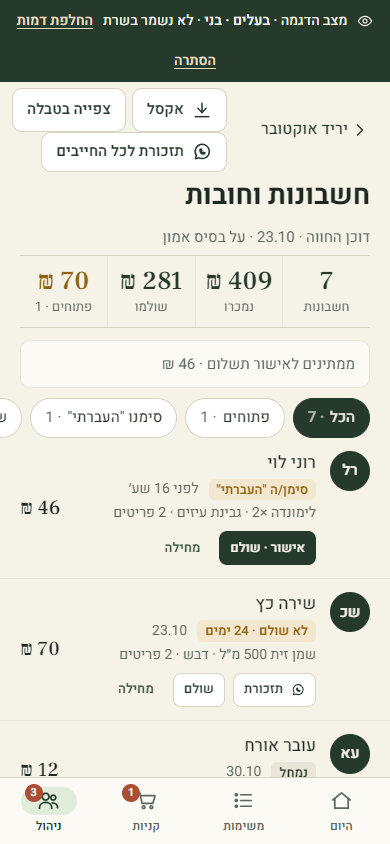 מצב הדגמה · בעלים · בני · לא נשמר בשרת החלפת דמות
הסתרה
יריד אוקטובר
אקסל
צפייה בטבלה
תזכורת לכל החייבים
חשבונות וחובות
דוכן החווה · 23.10 · על בסיס אמון
7
409 ₪
281 ₪
70 ₪
חשבונות
נמכרו
שולמו
פתוחים · 1
ממתינים לאישור תשלום · 46 ₪
הכל · 7
פתוחים · 1
סימנו "העברתי" · 1
רל
רוני לוי
סימן/ה "העברתי" לפני 16 שע׳
לימונדה ×2 · גבינת עיזים · 2 פריטים
46 ₪
אישור · שולם
מחילה
שכ
שירה כץ
לא שולם · 24 ימים 23.10
שמן זית 500 מ״ל · דבש · 2 פריטים
70 ₪
תזכורת
שולם
מחילה
עא
עובר אורח
נמחל 30.10
12 ₪
היום
משימות
1
קניות
3
ניהול